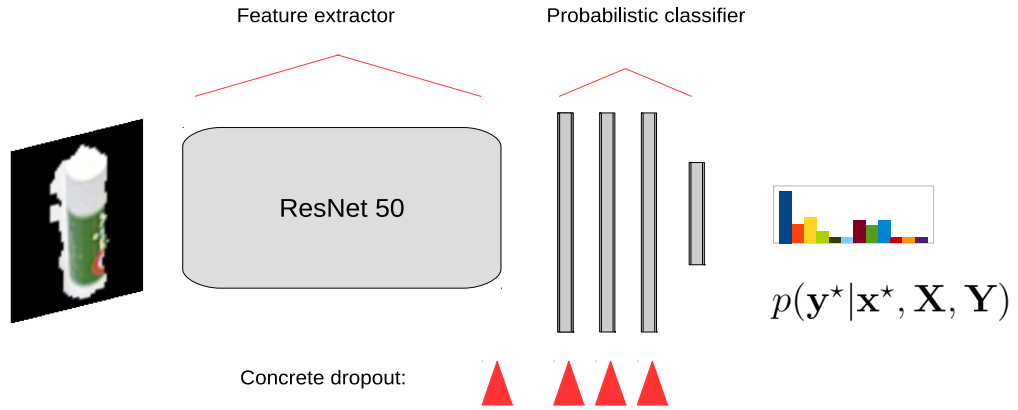 Feature extractor
Probabilistic classifier
ResNet 50
p(y⋆|x⋆, X, Y)
Concrete dropout: